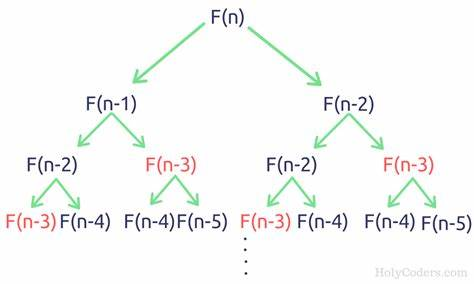 F(n)
F(n-1) F(n-2)
F(n-2) F(n-3) F(n-2) F(n-3)
F(n-3) F(n-4) F(n-4) F(n-5) F(n-3) F(n-4) F(n-4) F(n-5)
HolyCoders.com